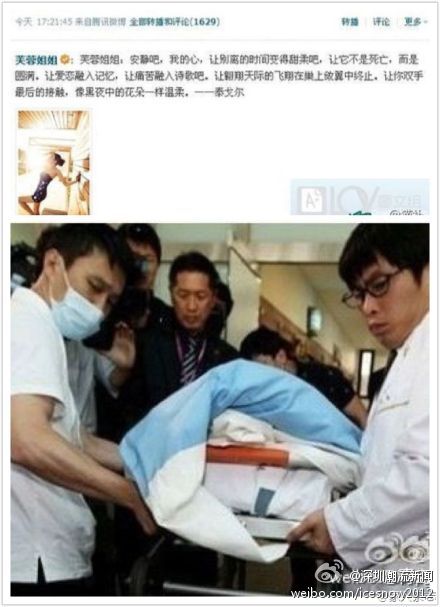 今天 17:21:45 来自腾讯微博 全部转播和评论(1629)
转播 | 评论 | 更多
芙蓉姐姐 : 芙蓉姐姐: 安静吧,我的心,让别离的时间变得甜柔吧,让它不是死亡,而是
圆满。让爱恋融入记忆,让痛苦融入诗歌吧。让翱翔天际的飞翔在巢上敛翼中终止。让你双手
最后的接触,像黑夜中的花朵一样温柔。——泰戈尔
@深圳潮流新闻
weibo.com/icesnow2012